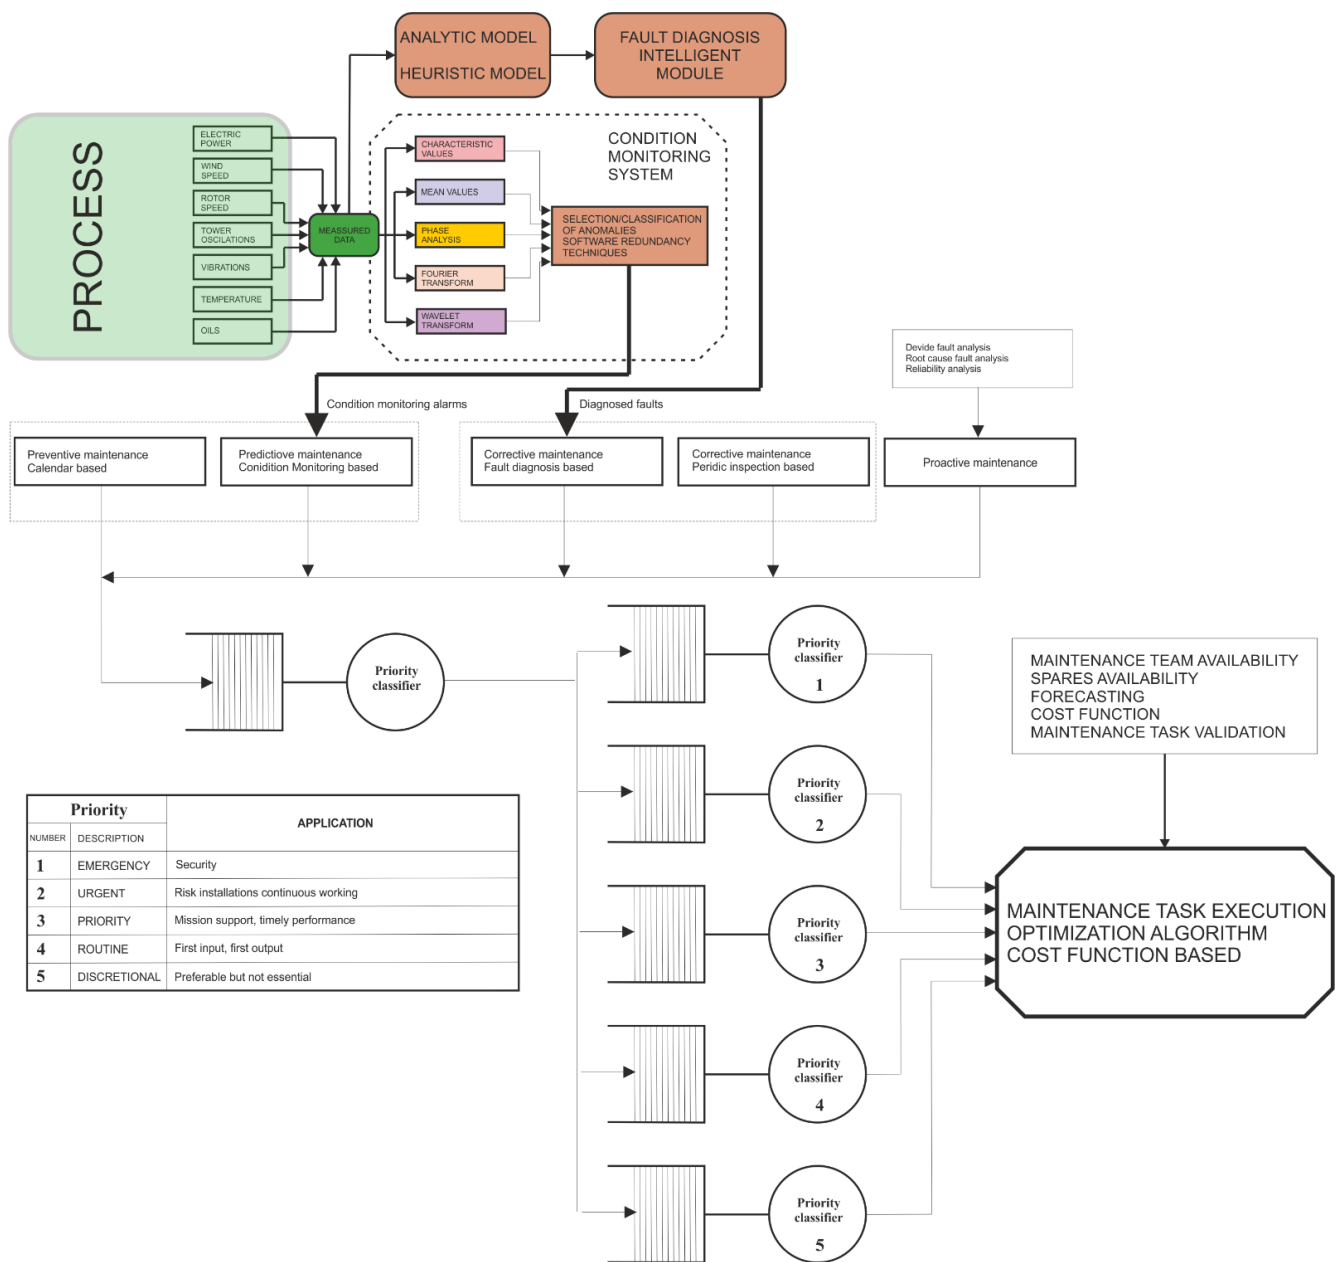 ANALYTIC MODEL
HEURISTIC MODEL
FAULT DIAGNOSIS
INTELLIGENT
MODULE
PROCESS
ELECTRIC
POWER
WIND
SPEED
ROTOR
SPEED
TOWER
OSCILATIONS
VIBRATIONS
TEMPERATURE
OILS
MEASSURED
DATA
CONDITION
MONITORING
SYSTEM
CHARACTERISTIC
VALUES
MEAN VALUES
PHASE
ANALYSIS
FOURIER
TRANSFORM
WAVELET
TRANSFORM
SELECTION/CLASSIFICATION
OF ANOMALIES
SOFTWARE REDUNDANCY
TECHNIQUES
Devide fault analysis
Root cause fault analysis
Reliability analysis
Condition monitoring alarms
Diagnosed faults
Preventive maintenance
Calendar based
Predictiove maintenance
Conidition Monitoring based
Corrective maintenance
Fault diagnosis based
Corrective maintenance
Peridic inspection based
Proactive maintenance
Priority
classifier
Priority
classifier
1
Priority
classifier
2
Priority
classifier
3
Priority
classifier
4
Priority
classifier
5
MAINTENANCE TEAM AVAILABILITY
SPARES AVAILABILITY
FORECASTING
COST FUNCTION
MAINTENANCE TASK VALIDATION
MAINTENANCE TASK EXECUTION
OPTIMIZATION ALGORITHM
COST FUNCTION BASED
Priority
APPLICATION
NUMBER DESCRIPTION
1 EMERGENCY Security
2 URGENT Risk installations continuous working
3 PRIORITY Mission support, timely performance
4 ROUTINE First input, first output
5 DISCRETIONAL Preferable but not essential